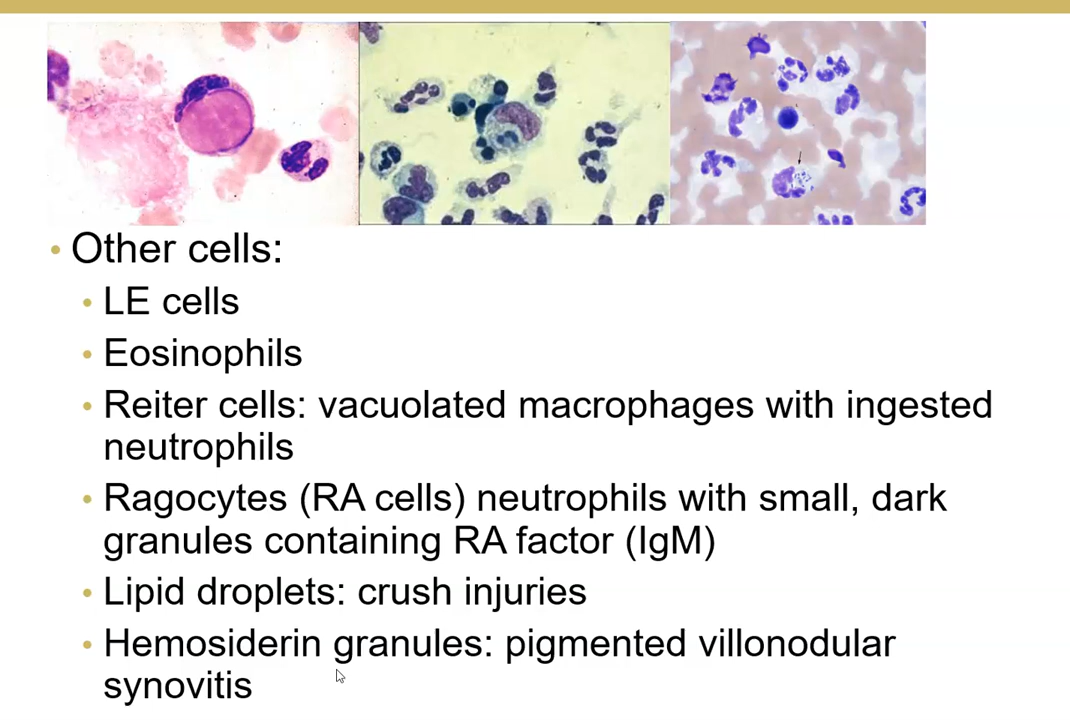 Other cells:
LE cells
Eosinophils
Reiter cells: vacuolated macrophages with ingested
neutrophils
Ragocytes (RA cells) neutrophils with small, dark
granules containing RA factor (IgM)
Lipid droplets: crush injuries
Hemosiderin granules: pigmented villonodular
synovitis